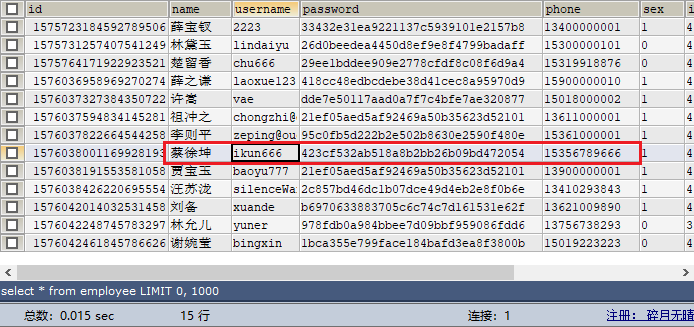 id name username password phone sex i
1575723184592789506 薛宝钗 2223 33432e31ea9221137c5939101e2157b8 13400000001 1 4
1575731257407541249 林黛玉 lindaiyu 26d0beedea4450d8ef9e8f4799badaff 15300000101 0 4
1575764171922923521 楚留香 chu666 29ee1bddee909e2778cfdf8c08f6d9a4 15319918876 0 4
1576036958969270274 薛之谦 laoxue123 418cc48edbcdebe38d41cec8a95970d9 15900000010 1 4
1576037327384350722 许嵩 vae dde7e50117aad0a7f7c4bfe7ae320877 15018000002 1 4
1576037594834145281 祖冲之 chongzhi@ 21ef05aed5af92469a50b35623d52101 13611000001 1 4
1576037822664544258 李则平 zeping@ou 95c0fb5d222b2e502b8630e2590f480e 15361000001 1 4
1576038001169928193 蔡徐坤 ikun666 423cf532ab518a8b2bb26b09bd472054 15356789666 1 4
1576038191553581058 贾宝玉 baoyu777 21ef05aed5af92469a50b35623d52101 13900000001 1 4
1576038426220695554 汪苏泷 silenceWa 2c857bd46dc1b07dce49d4eb2e8f0b6e 13410293843 1 4
1576041458315329537 刘备 xuande b6970633883705c6c74c7d161531e62f 13621009890 1 4
1576042248745783297 林允儿 yuner 978fdb0a984bbee7d09bbf959086fdd6 13756738293 0 3
1576042461845786626 谢婉莹 bingxin 1bca355e799face184bafd3ea8f3800b 15019223223 0 4
select * from employee LIMIT 0, 1000
总数: 0.015 sec 15 行 连接: 1 注册: 碎月无晴